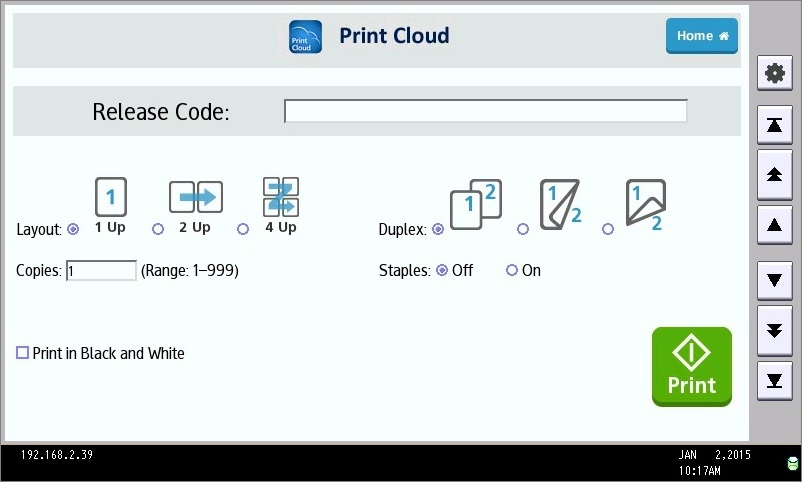 Print Cloud
Print Cloud
Home
Release Code:
1
1 2
1 2
1 2
Layout: 1 Up 2 Up 4 Up
Duplex:
Copies: 1 (Range: 1–999)
Staples: Off On
Print in Black and White
Print
192.168.2.39
JAN 2,2015
10:17AM